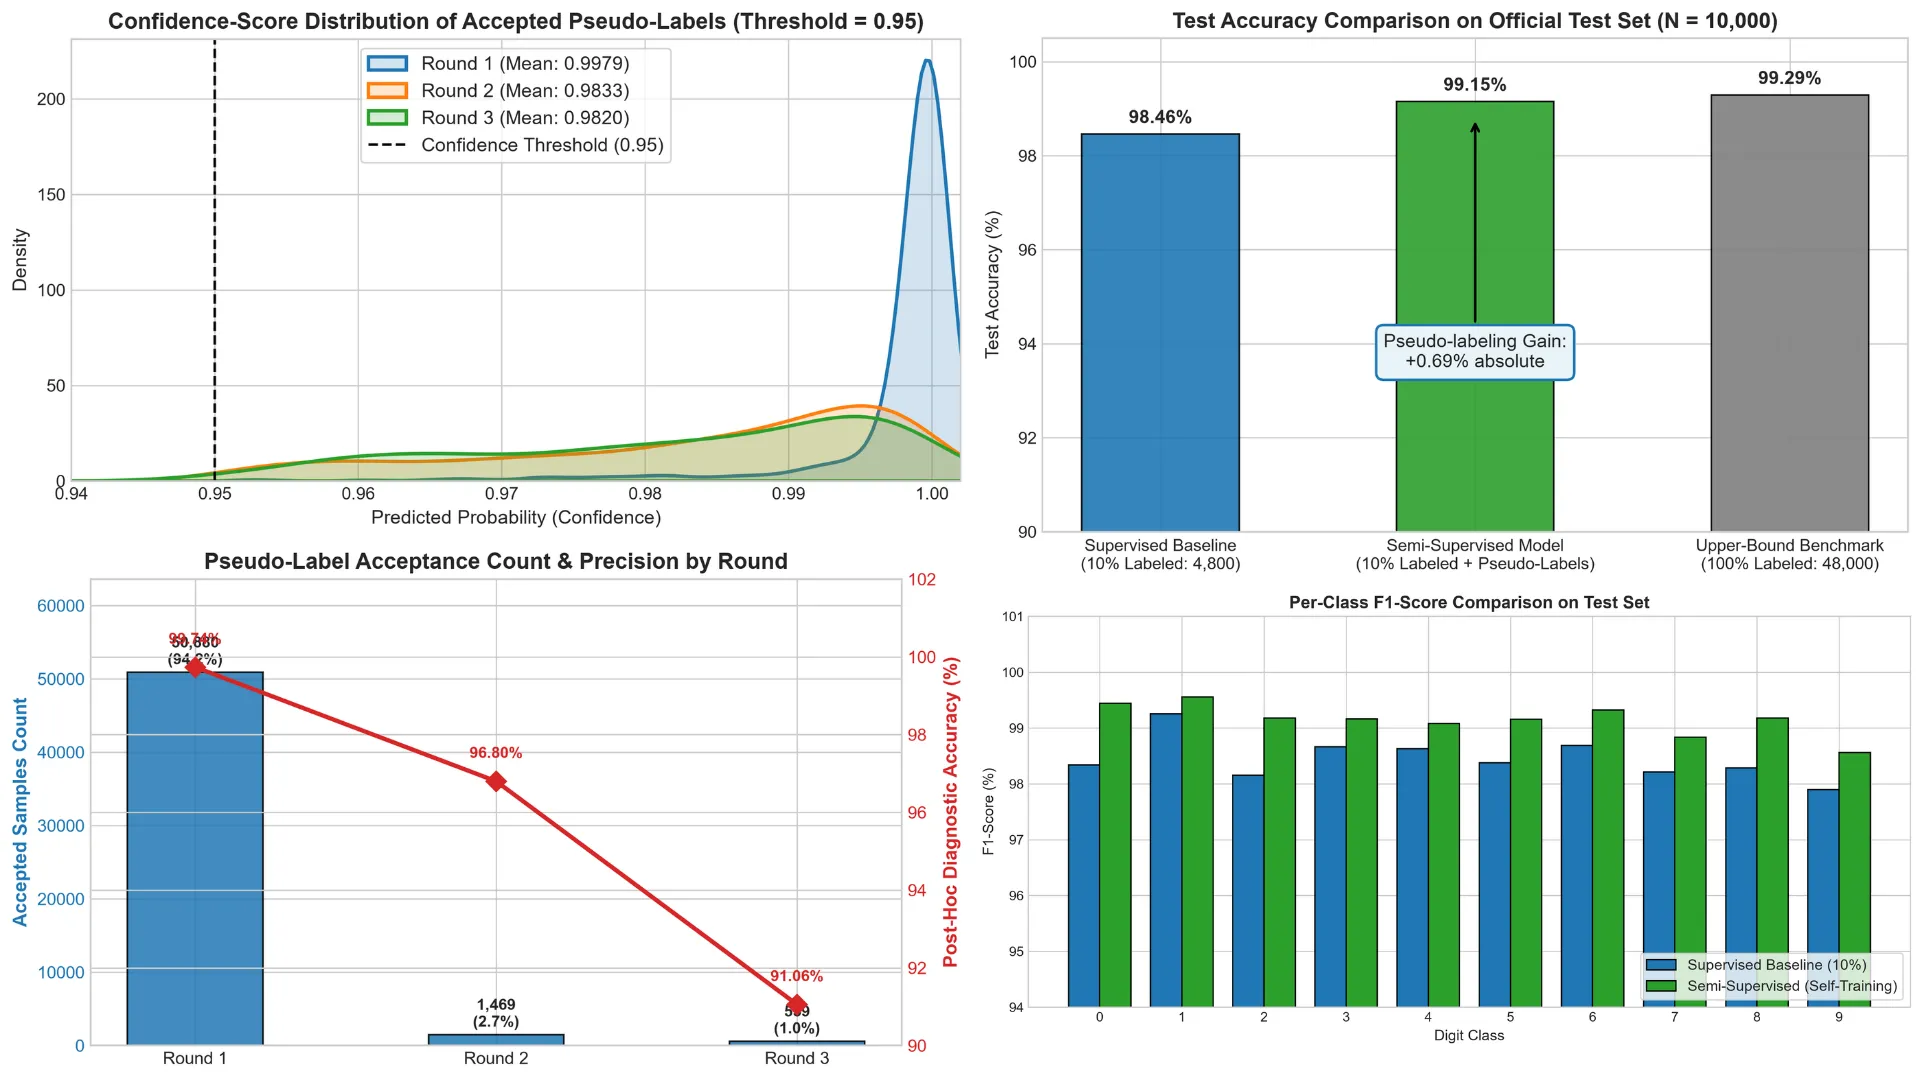 Confidence-Score Distribution of Accepted Pseudo-Labels (Threshold = 0.95)
Density
200
150
100
50
0
Round 1 (Mean: 0.9979)
Round 2 (Mean: 0.9833)
Round 3 (Mean: 0.9820)
Confidence Threshold (0.95)
0.94 0.95 0.96 0.97 0.98 0.99 1.00
Predicted Probability (Confidence)
Test Accuracy Comparison on Official Test Set (N = 10,000)
Test Accuracy (%)
100
98
96
94
92
90
98.46%
99.15%
99.29%
Pseudo-labeling Gain:
+0.69% absolute
Supervised Baseline
(10% Labeled: 4,800)
Semi-Supervised Model
(10% Labeled + Pseudo-Labels)
Upper-Bound Benchmark
(100% Labeled: 48,000)
Pseudo-Label Acceptance Count & Precision by Round
Accepted Samples Count
60000
50000
40000
30000
20000
10000
0
99.74%
96.80%
1,469
(2.7%)
91.06%
(1.0%)
Round 1 Round 2 Round 3
102
100
98
96
94
92
90
Post-Hoc Diagnostic Accuracy (%)
Per-Class F1-Score Comparison on Test Set
F1-Score (%)
101
100
99
98
97
96
95
94
Supervised Baseline (10%)
Semi-Supervised (Self-Training)
0 1 2 3 4 5 6 7 8 9
Digit Class